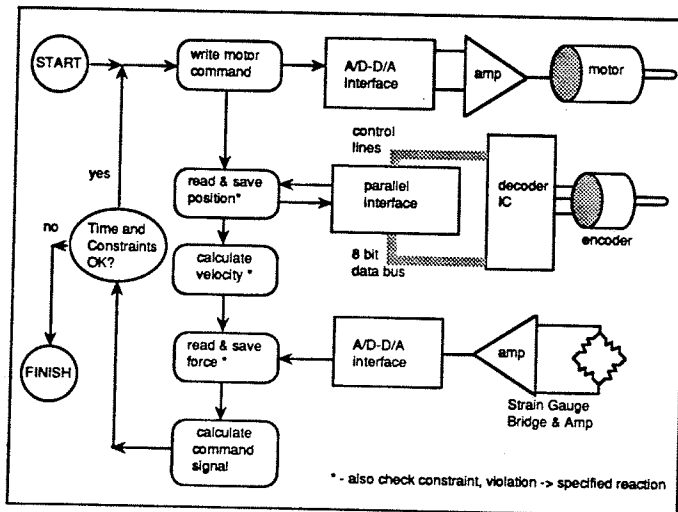 START
write motor
command
A/D-D/A
interface
amp
motor
control
lines
yes
read & save
position*
parallel
interface
decoder
IC
encoder
no
Time and
Constraints
OK?
calculate
velocity *
8 bit
data bus
read & save
force *
A/D-D/A
interface
amp
FINISH
Strain Gauge
Bridge & Amp
calculate
command
signal
* - also check constraint, violation -> specified reaction